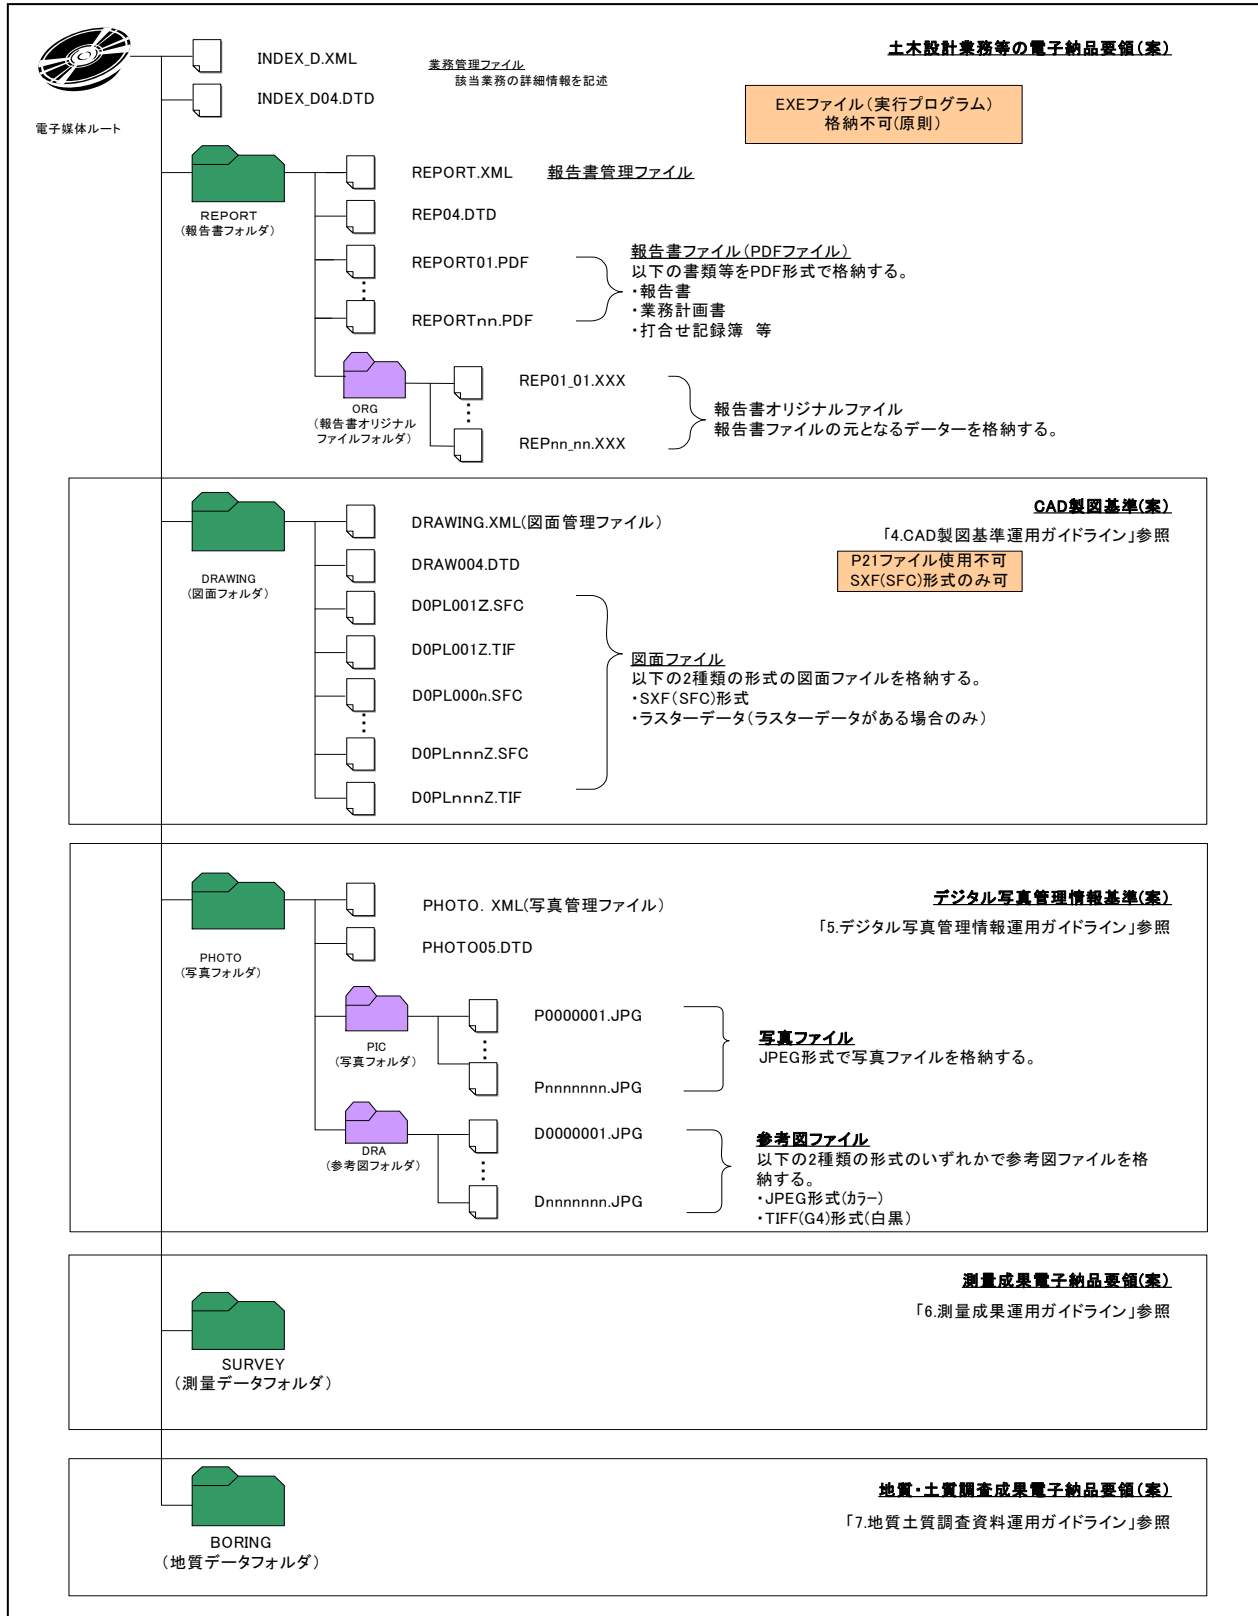 土木設計業務等の電子納品要領(案)
INDEX_D.XML
業務管理ファイル
該当業務の詳細情報を記述
INDEX_D04.DTD
EXEファイル(実行プログラム)
格納不可(原則)
電子媒体ルート
REPORT.XML
報告書管理ファイル
REPORT
(報告書フォルダ)
REP04.DTD
REPORT01.PDF
REPORTnn.PDF
報告書ファイル(PDFファイル)
以下の書類等をPDF形式で格納する。
・報告書
・業務計画書
・打合せ記録簿 等
ORG
(報告書オリジナル
ファイルフォルダ)
REP01_01.XXX
REPnn_nn.XXX
報告書オリジナルファイル
報告書ファイルの元となるデーターを格納する。
CAD製図基準(案)
「4.CAD製図基準運用ガイドライン」参照
P21ファイル使用不可
SXF(SFC)形式のみ可
DRAWING
(図面フォルダ)
DRAWING.XML(図面管理ファイル)
DRAW004.DTD
D0PL001Z.SFC
D0PL001Z.TIF
D0PL000n.SFC
D0PLnnnZ.SFC
D0PLnnnZ.TIF
図面ファイル
以下の2種類の形式の図面ファイルを格納する。
・SXF(SFC)形式
・ラスターデータ(ラスターデータがある場合のみ)
デジタル写真管理情報基準(案)
「5.デジタル写真管理情報運用ガイドライン」参照
PHOTO
(写真フォルダ)
PHOTO. XML(写真管理ファイル)
PHOTO05.DTD
PIC
(写真フォルダ)
P0000001.JPG
Pnnnnnnn.JPG
写真ファイル
JPEG形式で写真ファイルを格納する。
DRA
(参考図フォルダ)
D0000001.JPG
Dnnnnnnn.JPG
参考図ファイル
以下の2種類の形式のいずれかで参考図ファイルを格
納する。
・JPEG形式(カラー)
・TIFF(G4)形式(白黒)
測量成果電子納品要領(案)
「6.測量成果運用ガイドライン」参照
SURVEY
(測量データフォルダ)
地質・土質調査成果電子納品要領(案)
「7.地質土質調査資料運用ガイドライン」参照
BORING
(地質データフォルダ)